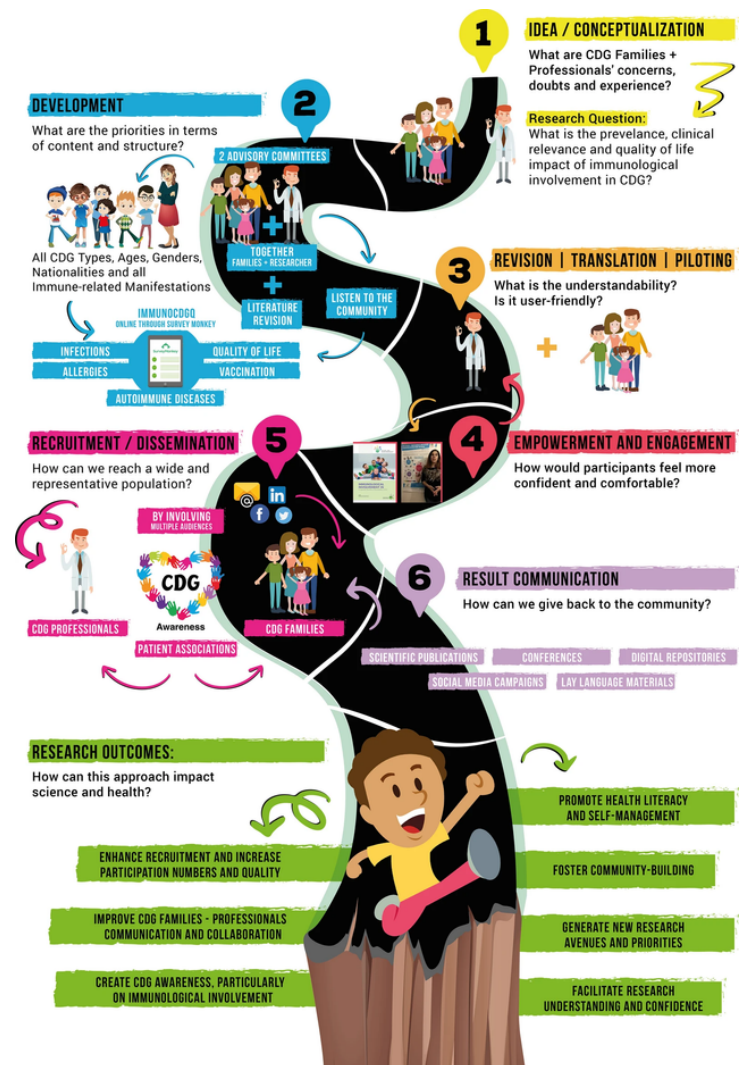 1
IDEA / CONCEPTUALIZATION
What are CDG Families +
Professionals' concerns,
doubts and experience?
Research Question:
What is the prevelance, clinical
relevance and quality of life
impact of immunological
involvement in CDG?
2
DEVELOPMENT
What are the priorities in terms
of content and structure?
2 ADVISORY COMMITTEES
+
TOGETHER
FAMILIES + RESEARCHER
+
LITERATURE
REVISION
LISTEN TO THE
COMMUNITY
All CDG Types, Ages, Genders,
Nationalities and all
Immune-related Manifestations
IMMUNOCDGQ
ONLINE THROUGH SURVEY MONKEY
INFECTIONS
QUALITY OF LIFE
ALLERGIES
VACCINATION
AUTOIMMUNE DISEASES
3
REVISION | TRANSLATION | PILOTING
What is the understandability?
Is it user-friendly?
+
4
EMPOWERMENT AND ENGAGEMENT
How would participants feel more
confident and comfortable?
5
RECRUITMENT / DISSEMINATION
How can we reach a wide and
representative population?
@
in
f
BY INVOLVING
MULTIPLE AUDIENCES
CDG
Awareness
CDG PROFESSIONALS
CDG FAMILIES
PATIENT ASSOCIATIONS
6
RESULT COMMUNICATION
How can we give back to the community?
SCIENTIFIC PUBLICATIONS
CONFERENCES
DIGITAL REPOSITORIES
SOCIAL MEDIA CAMPAIGNS
LAY LANGUAGE MATERIALS
RESEARCH OUTCOMES:
How can this approach impact
science and health?
ENHANCE RECRUITMENT AND INCREASE
PARTICIPATION NUMBERS AND QUALITY
IMPROVE CDG FAMILIES - PROFESSIONALS
COMMUNICATION AND COLLABORATION
CREATE CDG AWARENESS, PARTICULARLY
ON IMMUNOLOGICAL INVOLVEMENT
PROMOTE HEALTH LITERACY
AND SELF-MANAGEMENT
FOSTER COMMUNITY-BUILDING
GENERATE NEW RESEARCH
AVENUES AND PRIORITIES
FACILITATE RESEARCH
UNDERSTANDING AND CONFIDENCE